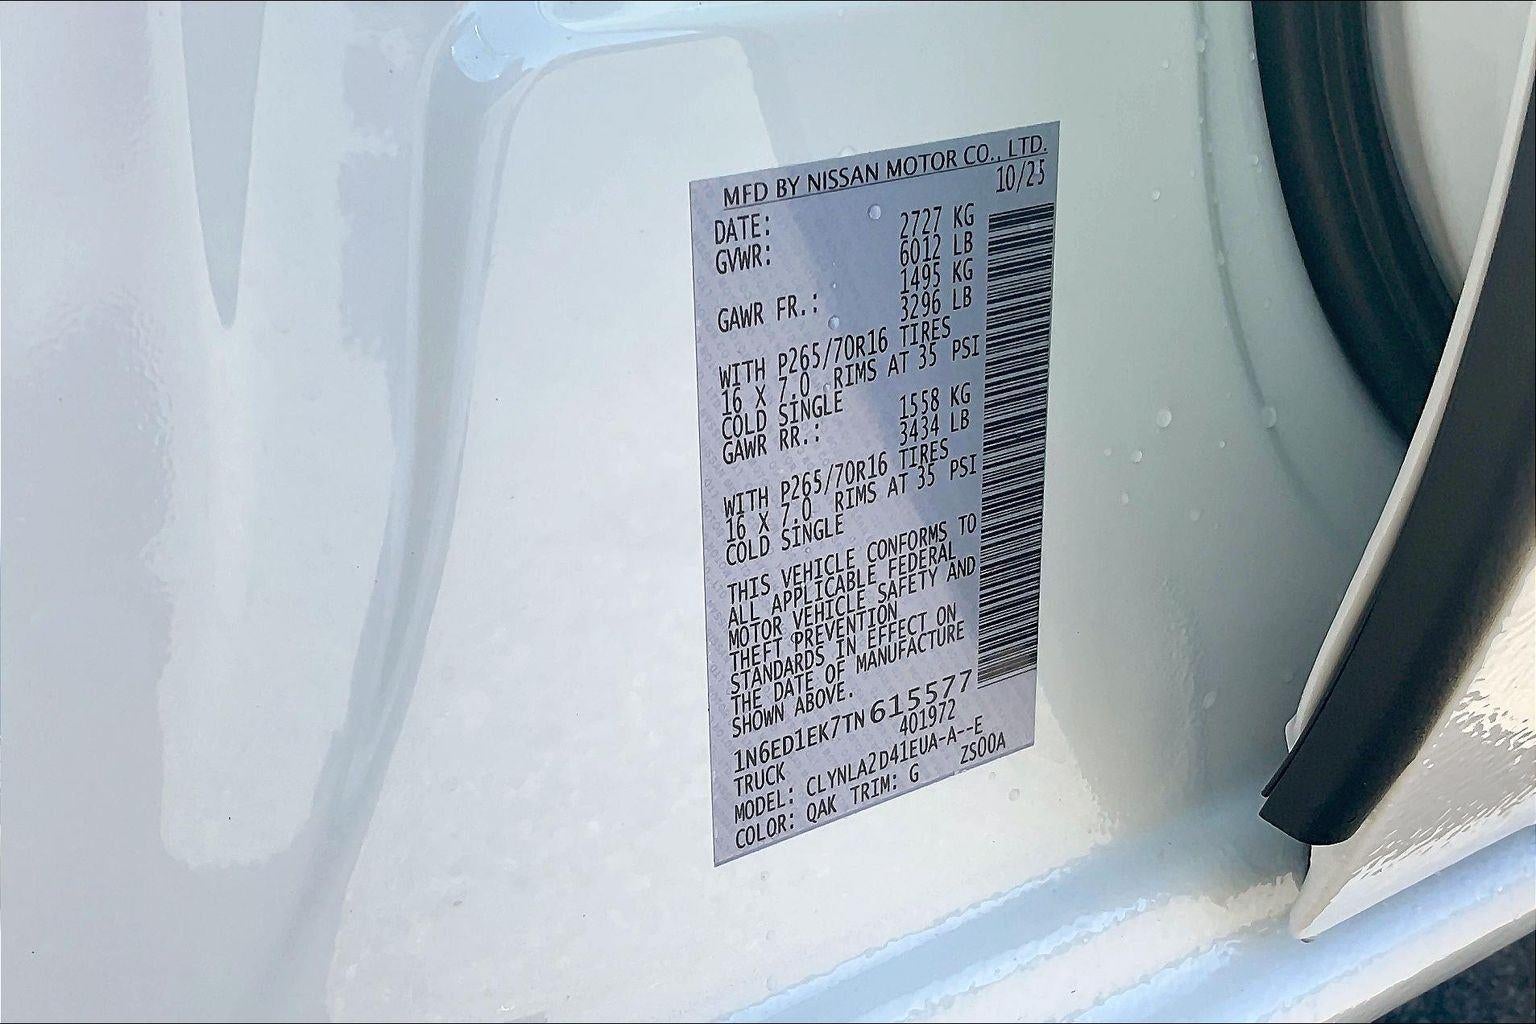 MFD BY NISSAN MOTOR CO., LTD.
DATE: 10/25
GVWR: 2727 KG
6012 LB
GAWR FR.: 1495 KG
3296 LB
WITH P265/70R16 TIRES
16 X 7.0 RIMS AT 35 PSI
COLD SINGLE
GAWR RR.: 1558 KG
3434 LB
WITH P265/70R16 TIRES
16 X 7.0 RIMS AT 35 PSI
COLD SINGLE
THIS VEHICLE CONFORMS TO
ALL APPLICABLE FEDERAL
MOTOR VEHICLE SAFETY AND
THEFT PREVENTION
STANDARDS IN EFFECT ON
THE DATE OF MANUFACTURE
SHOWN ABOVE.
1N6ED1EK7TN615577
TRUCK 401972
MODEL: CLYNLA2D41EUA-A--E
COLOR: QAK TRIM: G ZS00A